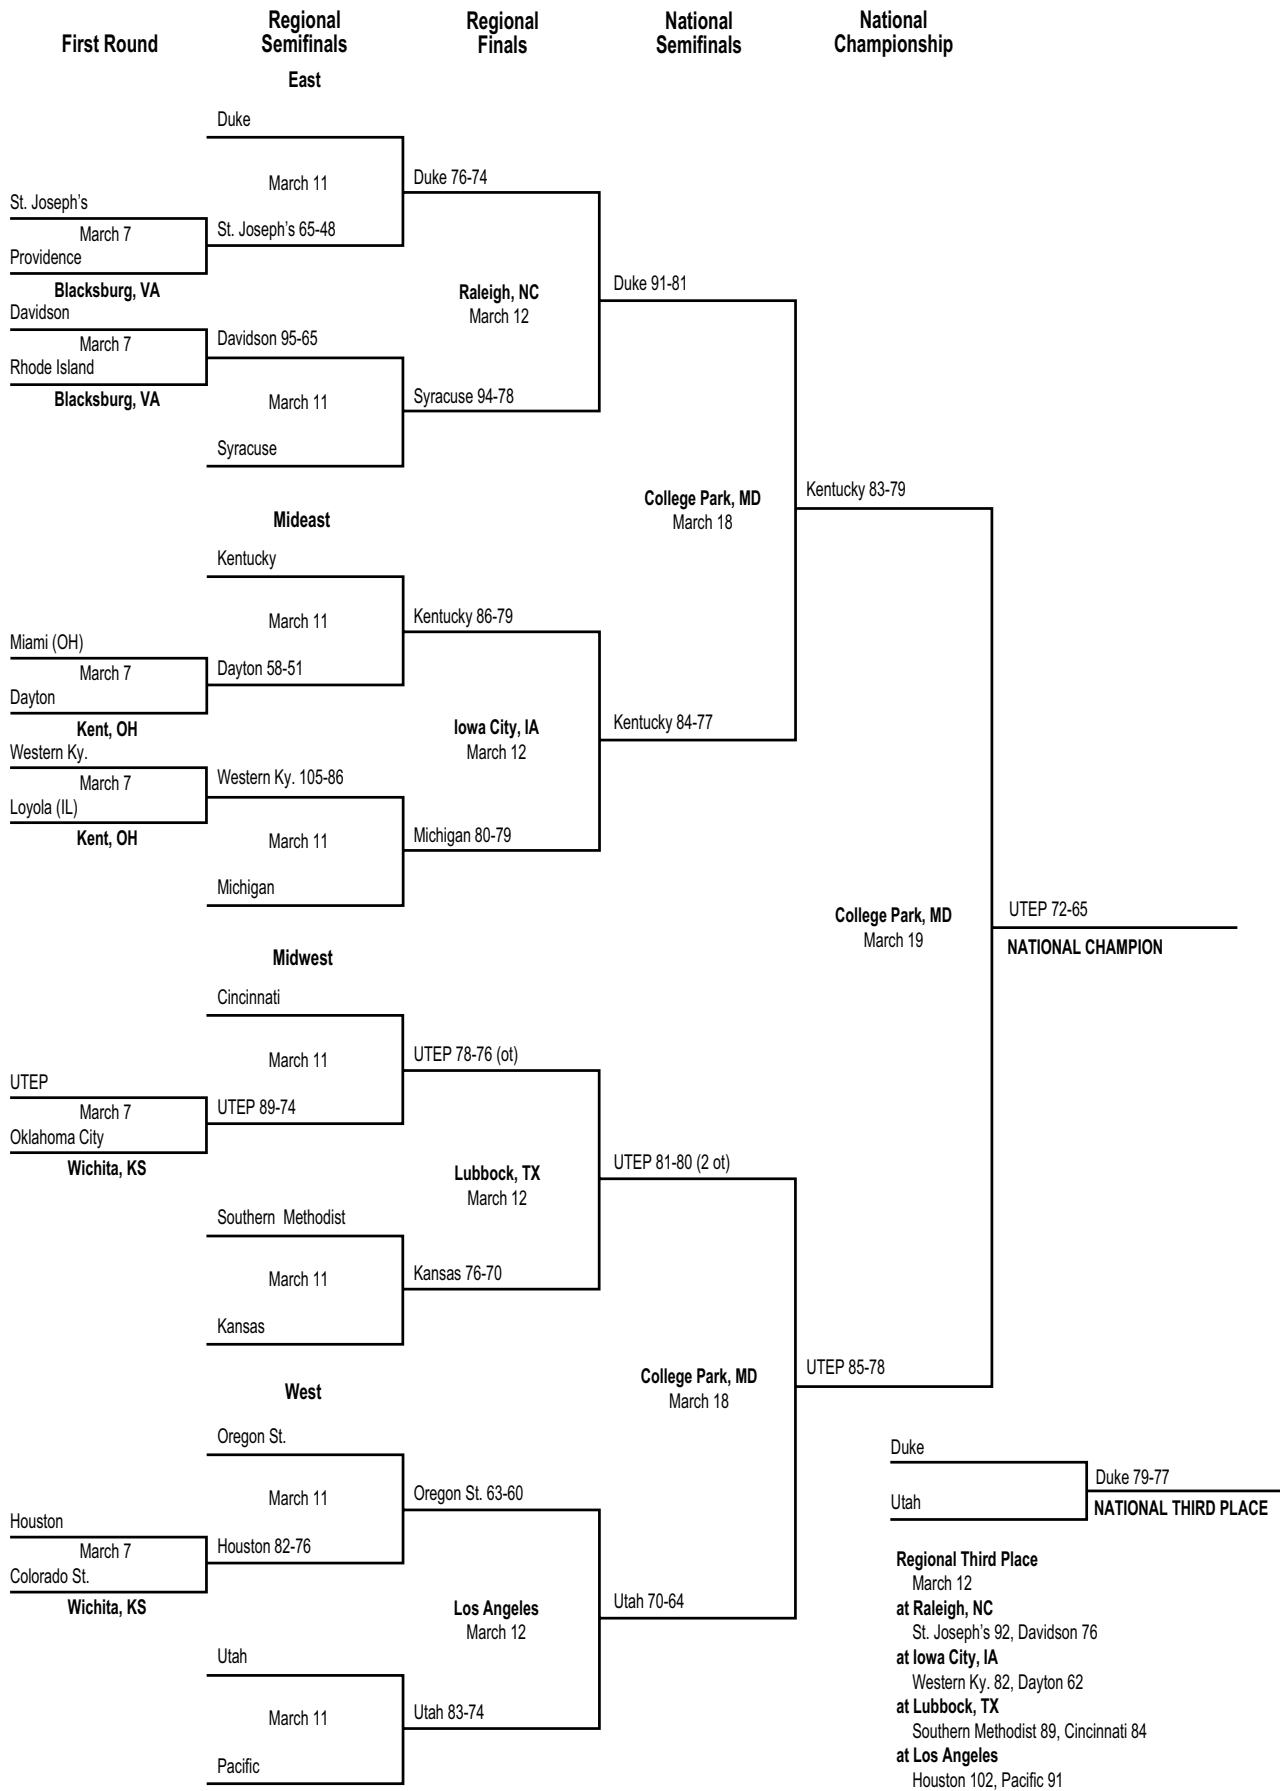 First Round
Regional
Semifinals
Regional
Finals
National
Semifinals
National
Championship
East
Duke
March 11
Duke 76-74
St. Joseph's
March 7
St. Joseph's 65-48
Providence
Blacksburg, VA
Raleigh, NC
March 12
Duke 91-81
Davidson
March 7
Davidson 95-65
Rhode Island
Blacksburg, VA
March 11
Syracuse 94-78
Syracuse
College Park, MD
March 18
Kentucky 83-79
Mideast
Kentucky
March 11
Kentucky 86-79
Miami (OH)
March 7
Dayton 58-51
Dayton
Kent, OH
Iowa City, IA
March 12
Kentucky 84-77
Western Ky.
March 7
Western Ky. 105-86
Loyola (IL)
Kent, OH
March 11
Michigan 80-79
Michigan
College Park, MD
March 19
UTEP 72-65
NATIONAL CHAMPION
Midwest
Cincinnati
March 11
UTEP 78-76 (ot)
UTEP
March 7
UTEP 89-74
Oklahoma City
Wichita, KS
Lubbock, TX
March 12
UTEP 81-80 (2 ot)
Southern Methodist
March 11
Kansas 76-70
Kansas
College Park, MD
March 18
UTEP 85-78
West
Oregon St.
March 11
Oregon St. 63-60
Houston
March 7
Houston 82-76
Colorado St.
Wichita, KS
Los Angeles
March 12
Utah 70-64
Utah
March 11
Utah 83-74
Pacific
Duke
Duke 79-77
Utah
NATIONAL THIRD PLACE
Regional Third Place
March 12
at Raleigh, NC
St. Joseph's 92, Davidson 76
at Iowa City, IA
Western Ky. 82, Dayton 62
at Lubbock, TX
Southern Methodist 89, Cincinnati 84
at Los Angeles
Houston 102, Pacific 91